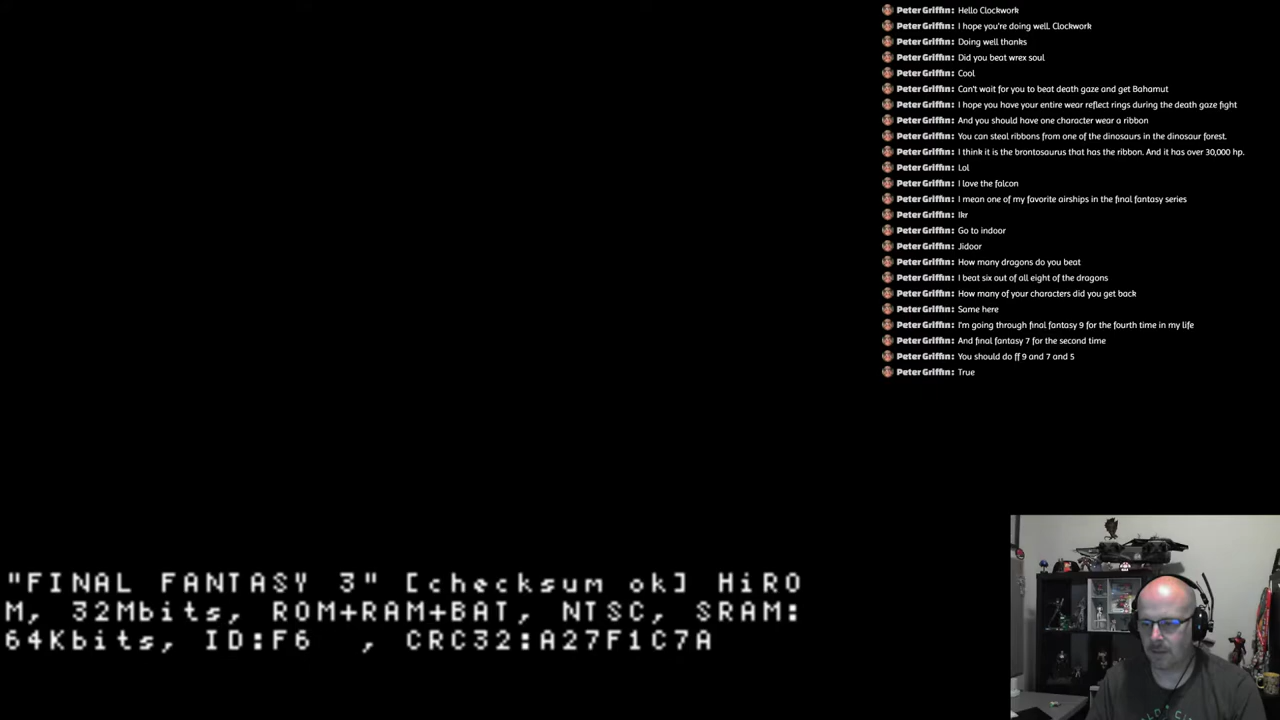 Peter Griffin: Hello Clockwork
Peter Griffin: I hope you're doing well. Clockwork
Peter Griffin: Doing well thanks
Peter Griffin: Did you beat wrex soul
Peter Griffin: Cool
Peter Griffin: Can't wait for you to beat death gaze and get Bahamut
Peter Griffin: I hope you have your entire wear reflect rings during the death gaze fight
Peter Griffin: And you should have one character wear a ribbon
Peter Griffin: You can steal ribbons from one of the dinosaurs in the dinosaur forest.
Peter Griffin: I think it is the brontosaurus that has the ribbon. And it has over 30,000 hp.
Peter Griffin: Lol
Peter Griffin: I love the falcon
Peter Griffin: I mean one of my favorite airships in the final fantasy series
Peter Griffin: Ikr
Peter Griffin: Go to indoor
Peter Griffin: Jidoor
Peter Griffin: How many dragons do you beat
Peter Griffin: I beat six out of all eight of the dragons
Peter Griffin: How many of your characters did you get back
Peter Griffin: Same here
Peter Griffin: I'm going through final fantasy 9 for the fourth time in my life
Peter Griffin: And final fantasy 7 for the second time
Peter Griffin: You should do ff 9 and 7 and 5
Peter Griffin: True
"FINAL FANTASY 3" [checksum ok] HiRO
M, 32Mbits, ROM+RAM+BAT, NTSC, SRAM:
64Kbits, ID:F6  , CRC32:A27F1C7A